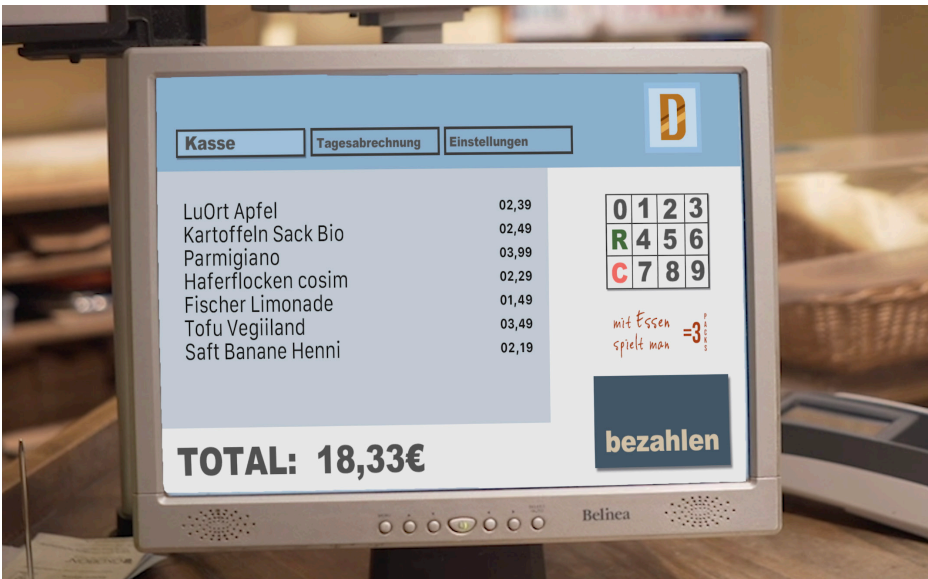 D
Kasse
Tagesabrechnung
Einstellungen
LuOrt Apfel 02,39
Kartoffeln Sack Bio 02,49
Parmigiano 03,99
Haferflocken cosim 02,29
Fischer Limonade 01,49
Tofu Vegiiland 03,49
Saft Banane Henni 02,19
0 1 2 3
R 4 5 6
C 7 8 9
mit Essen
spielt man
=3 PACKS
bezahlen
TOTAL: 18,33€
Belinea